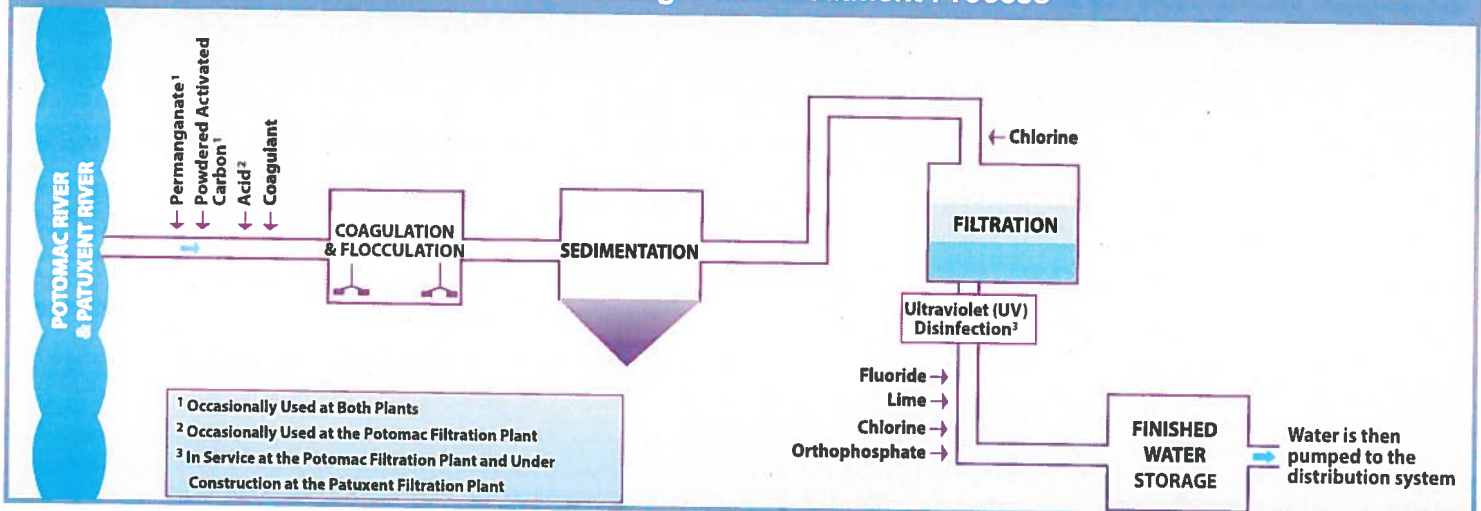 Permanganate¹
Powdered Activated
Carbon¹
Acid²
Coagulant
POTOMAC RIVER
& PATUXENT RIVER
COAGULATION
& FLOCCULATION
SEDIMENTATION
Chlorine
FILTRATION
Ultraviolet (UV)
Disinfection³
Fluoride
Lime
Chlorine
Orthophosphate
FINISHED
WATER
STORAGE
Water is then
pumped to the
distribution system
¹ Occasionally Used at Both Plants
² Occasionally Used at the Potomac Filtration Plant
³ In Service at the Potomac Filtration Plant and Under
Construction at the Patuxent Filtration Plant